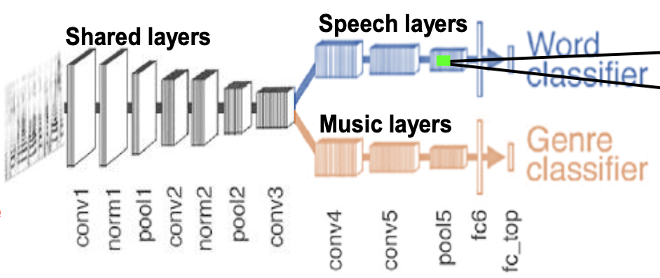 Shared layers
Speech layers
Word
classifier
Music layers
Genre
classifier
conv1
norm1
pool1
conv2
norm2
pool2
conv3
conv4
conv5
pool5
fc6
fc_top